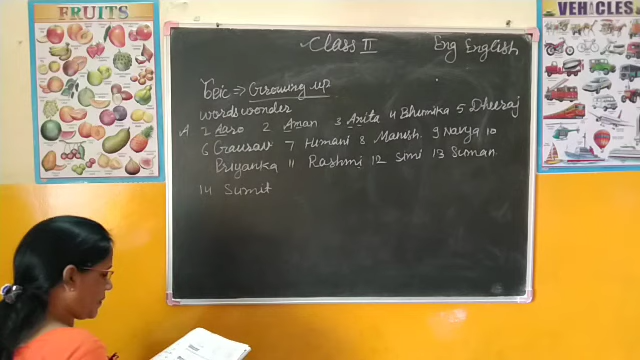 FRUITS
VEHICLES
Class II
Eng English
Topic ⇒ Growing up
words wonder
A 1 Aaro 2 Aman 3 Anita 4 Bhumika 5 Dheeraj
6 Gaurav 7 Himani 8 Manish 9 Navya 10
Priyanka 11 Rashmi 12 Simi 13 Suman
14 Sumit